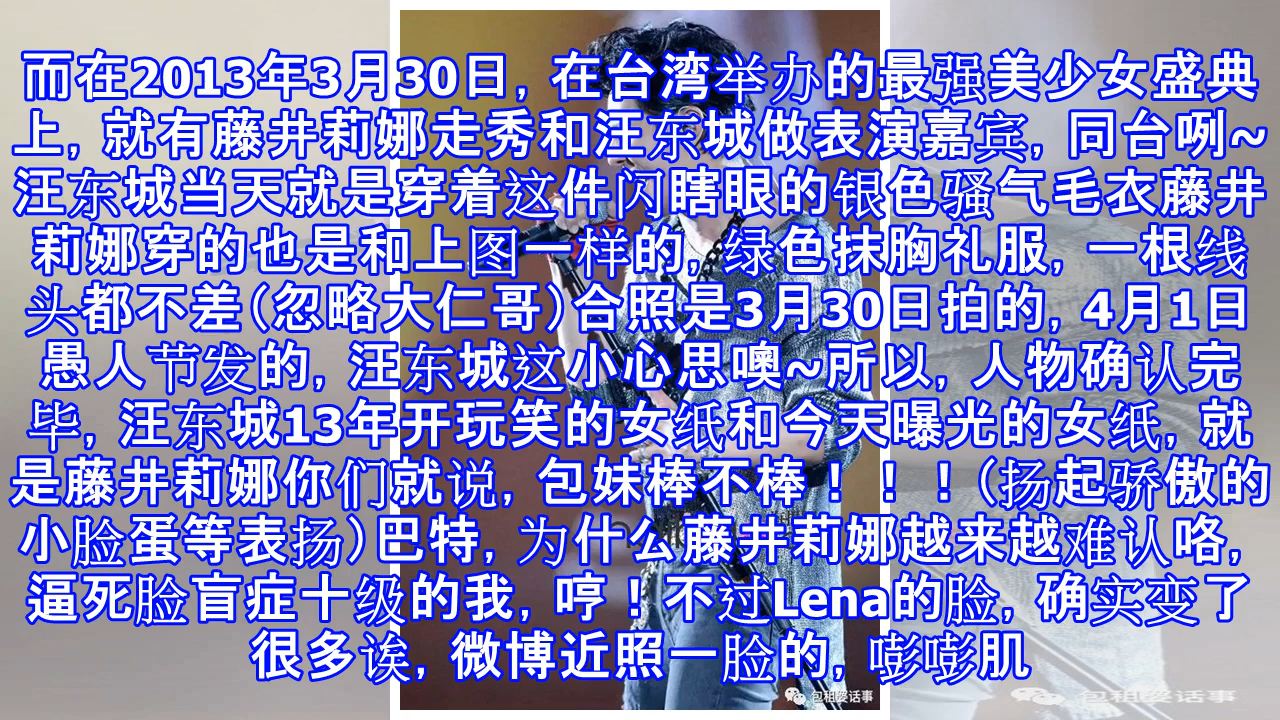 而在2013年3月30日, 在台湾举办的最强美少女盛典
上, 就有藤井莉娜走秀和汪东城做表演嘉宾, 同台咧~
汪东城当天就是穿着这件闪瞎眼的银色骚气毛衣藤井
莉娜穿的也是和上图一样的, 绿色抹胸礼服, 一根线
头都不差(忽略大仁哥)合照是3月30日拍的, 4月1日
愚人节发的, 汪东城这小心思噢~所以, 人物确认完
毕, 汪东城13年开玩笑的女纸和今天曝光的女纸, 就
是藤井莉娜你们就说, 包妹棒不棒！！！(扬起骄傲的
小脸蛋等表扬)巴特, 为什么藤井莉娜越来越难认咯,
逼死脸盲症十级的我, 哼！不过Lena的脸, 确实变了
很多诶, 微博近照一脸的, 嘭嘭肌
包租婆话事
包租婆话事